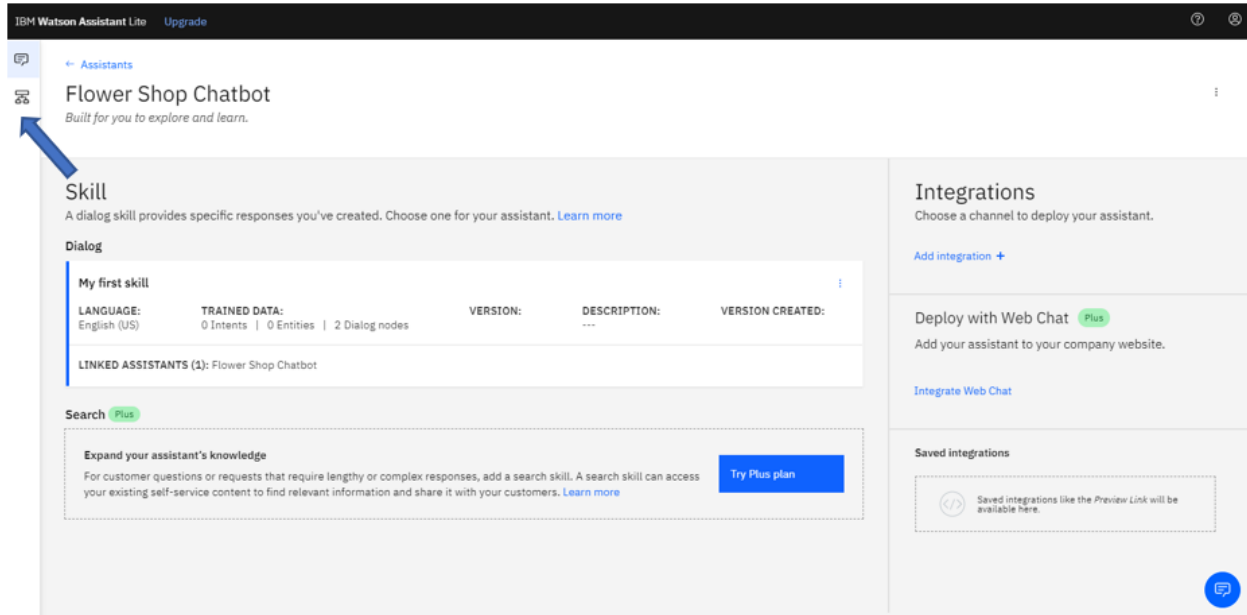 IBM Watson Assistant Lite Upgrade
← Assistants
Flower Shop Chatbot
Built for you to explore and learn.
Skill
A dialog skill provides specific responses you've created. Choose one for your assistant. Learn more
Dialog
My first skill
LANGUAGE: TRAINED DATA: VERSION: DESCRIPTION: VERSION CREATED:
English (US) 0 Intents | 0 Entities | 2 Dialog nodes ---
LINKED ASSISTANTS (1): Flower Shop Chatbot
Search Plus
Expand your assistant's knowledge
For customer questions or requests that require lengthy or complex responses, add a search skill. A search skill can access
your existing self-service content to find relevant information and share it with your customers. Learn more
Try Plus plan
Integrations
Choose a channel to deploy your assistant.
Add integration +
Deploy with Web Chat Plus
Add your assistant to your company website.
Integrate Web Chat
Saved integrations
Saved integrations like the Preview Link will be
available here.